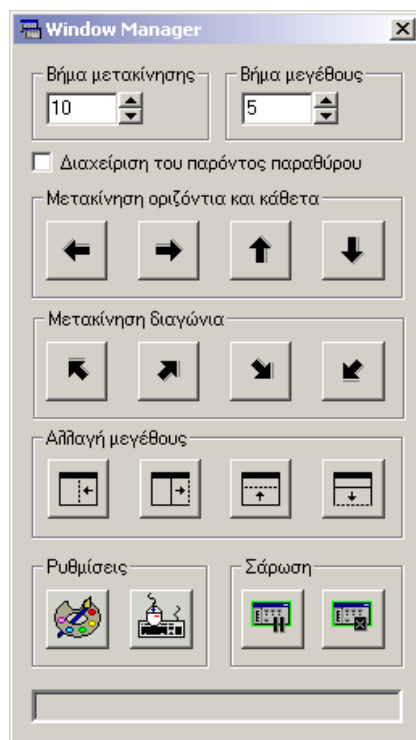 Window Manager
Βήμα μετακίνησης
Βήμα μεγέθους
10
5
Διαχείριση του παρόντος παραθύρου
Μετακίνηση οριζόντια και κάθετα
Μετακίνηση διαγώνια
Αλλαγή μεγέθους
Ρυθμίσεις
Σάρωση